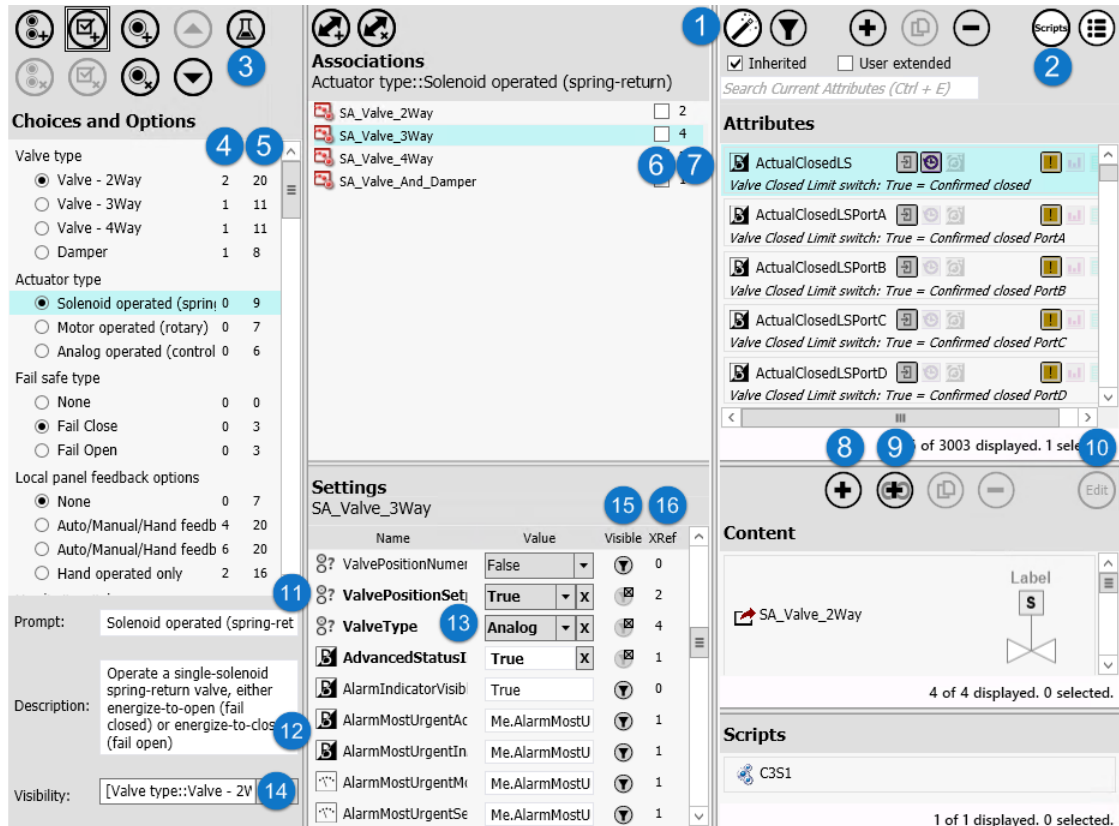 1
Scripts
3
2
Inherited
User extended
Search Current Attributes (Ctrl + E)
Associations
Actuator type::Solenoid operated (spring-return)
SA_Valve_2Way 2
SA_Valve_3Way 4
SA_Valve_4Way
SA_Valve_And_Damper
6 7
Choices and Options
4 5
Valve type
Valve - 2Way 2 20
Valve - 3Way 1 11
Valve - 4Way 1 11
Damper 1 8
Actuator type
Solenoid operated (sprin 0 9
Motor operated (rotary) 0 7
Analog operated (control 0 6
Fail safe type
None 0 0
Fail Close 0 3
Fail Open 0 3
Local panel feedback options
None 0 7
Auto/Manual/Hand feedb 4 20
Auto/Manual/Hand feedb 6 20
Hand operated only 2 16
11
Prompt: Solenoid operated (spring-ret
Description: Operate a single-solenoid
spring-return valve, either
energize-to-open (fail
closed) or energize-to-clos
(fail open)
12
Visibility: [Valve type::Valve - 2W
14
Settings
SA_Valve_3Way
15 16
Name Value Visible XRef
ValvePositionNumer False 0
ValvePositionSet True X 2
ValveType 13 Analog X 4
AdvancedStatusI True X 1
AlarmIndicatorVisibl True 0
AlarmMostUrgentAc Me.AlarmMostU 1
AlarmMostUrgentIn Me.AlarmMostU 1
AlarmMostUrgentMo Me.AlarmMostU 1
AlarmMostUrgentSe Me.AlarmMostU 1
Attributes
ActualClosedLS
Valve Closed Limit switch: True = Confirmed closed
ActualClosedLSPortA
Valve Closed Limit switch: True = Confirmed closed PortA
ActualClosedLSPortB
Valve Closed Limit switch: True = Confirmed closed PortB
ActualClosedLSPortC
Valve Closed Limit switch: True = Confirmed closed PortC
ActualClosedLSPortD
Valve Closed Limit switch: True = Confirmed closed PortD
of 3003 displayed. 1 sele
8 9 10
Edit
Content
Label
S
SA_Valve_2Way
4 of 4 displayed. 0 selected.
Scripts
C3S1
1 of 1 displayed. 0 selected.